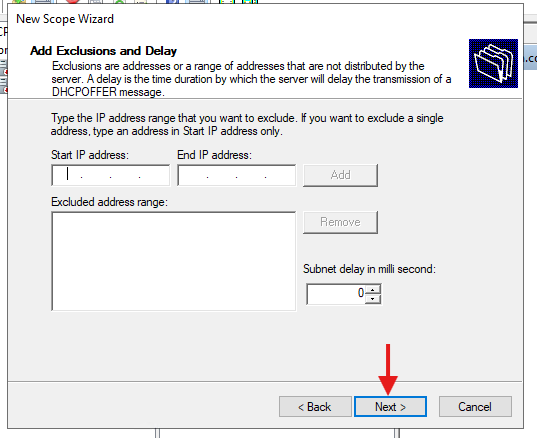 New Scope Wizard
Add Exclusions and Delay
Exclusions are addresses or a range of addresses that are not distributed by the
server. A delay is the time duration by which the server will delay the transmission of a
DHCPOFFER message.
Type the IP address range that you want to exclude. If you want to exclude a single
address, type an address in Start IP address only.
Start IP address:
End IP address:
. . .
. . .
Add
Excluded address range:
Remove
Subnet delay in milli second:
0
< Back
Next >
Cancel